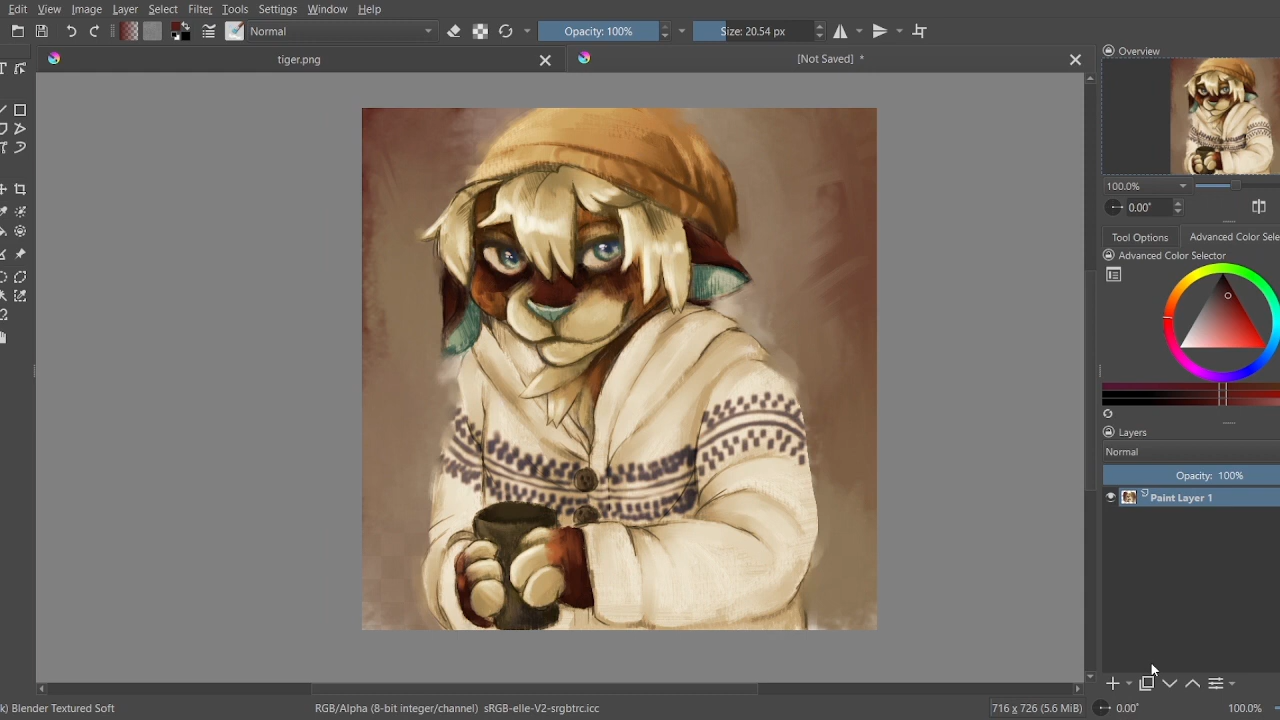 Edit View Image Layer Select Filter Tools Settings Window Help
Normal Opacity: 100% Size: 20.54 px
tiger.png [Not Saved] *
Overview
100.0%
0.00°
Tool Options Advanced Color Sele
Advanced Color Selector
Layers
Normal
Opacity: 100%
Paint Layer 1
k) Blender Textured Soft RGB/Alpha (8-bit integer/channel) sRGB-elle-V2-srgbtrc.icc 716 x 726 (5.6 MiB) 0.00° 100.0%